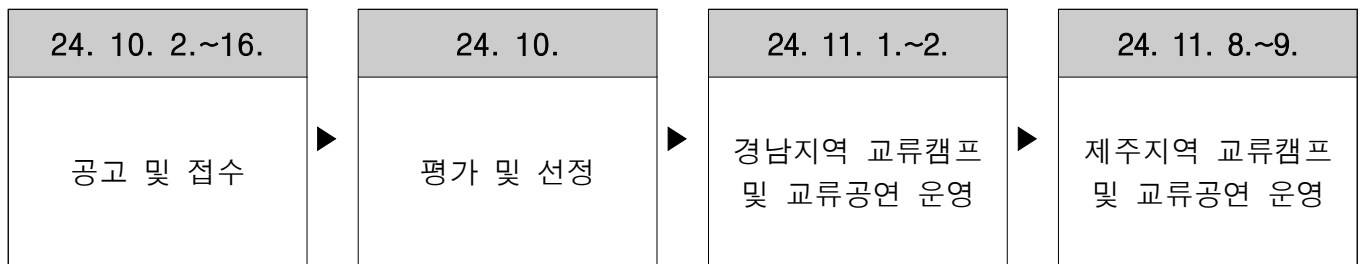 24. 10. 2.~16.
공고 및 접수
▶
24. 10.
평가 및 선정
▶
24. 11. 1.~2.
경남지역 교류캠프
및 교류공연 운영
▶
24. 11. 8.~9.
제주지역 교류캠프
및 교류공연 운영